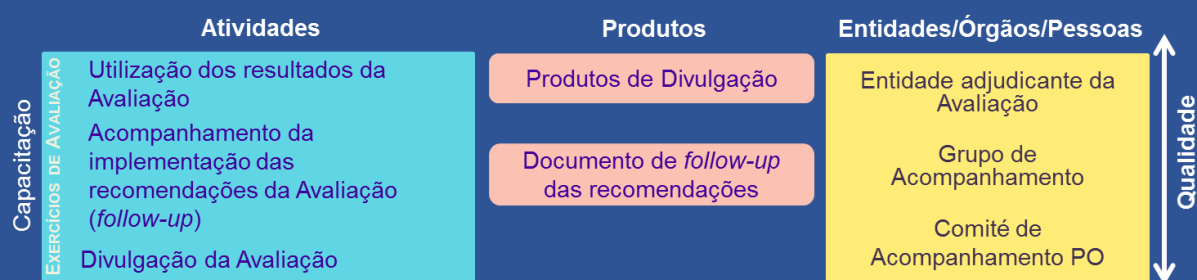 Atividades
Produtos
Entidades/Órgãos/Pessoas
Capacitação
EXERCÍCIOS DE AVALIAÇÃO
Utilização dos resultados da
Avaliação
Acompanhamento da
implementação das
recomendações da Avaliação
(follow-up)
Divulgação da Avaliação
Produtos de Divulgação
Documento de follow-up
das recomendações
Entidade adjudicante da
Avaliação
Grupo de
Acompanhamento
Comité de
Acompanhamento PO
Qualidade